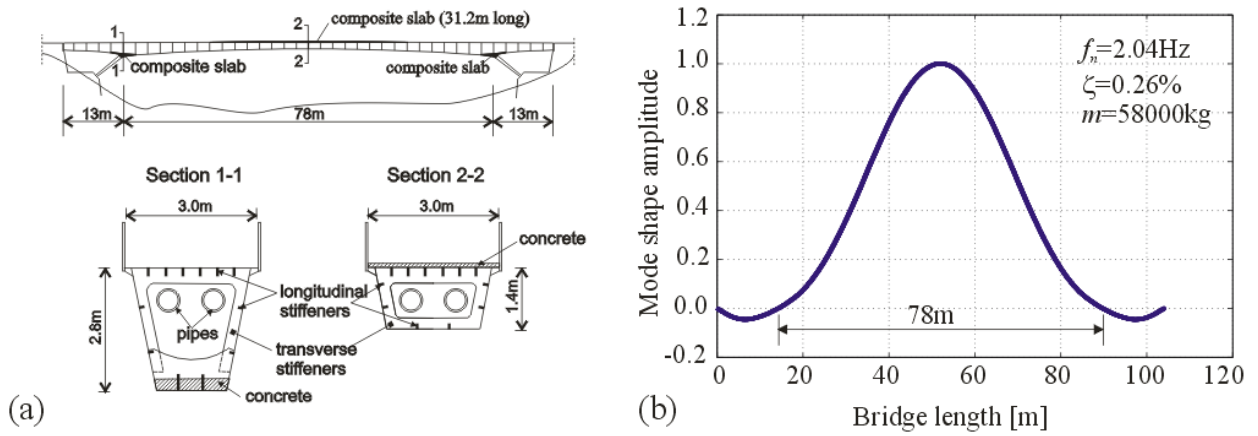 composite slab (31.2m long)
1 2
composite slab
composite slab
1 2
13m 78m 13m
Section 1-1 Section 2-2
3.0m 3.0m
concrete
longitudinal
stiffeners
2.8m
1.4m
pipes
transverse
stiffeners
concrete
(a)
1.2
1.0
0.8
0.6
0.4
0.2
0.0
-0.2
Mode shape amplitude
fn=2.04Hz
ζ=0.26%
m=58000kg
78m
0 20 40 60 80 100 120
Bridge length [m]
(b)